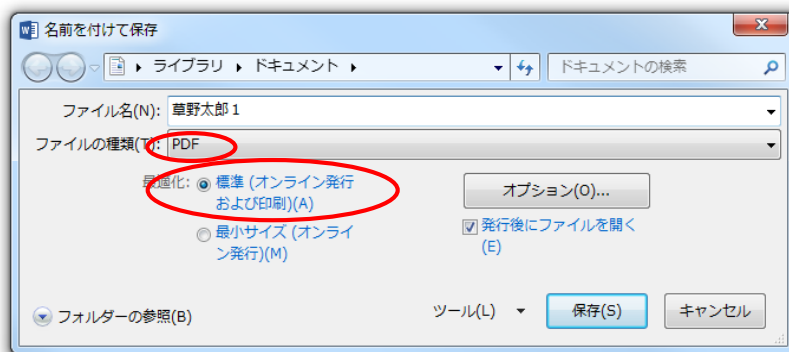 名前を付けて保存
ライブラリ ▸ ドキュメント ▸ ドキュメントの検索
ファイル名(N): 草野太郎1
ファイルの種類(T): PDF
最適化: 標準 (オンライン発行
および印刷)(A)
最小サイズ (オンライ
ン発行)(M)
オプション(O)...
発行後にファイルを開く
(E)
フォルダーの参照(B) ツール(L) 保存(S) キャンセル